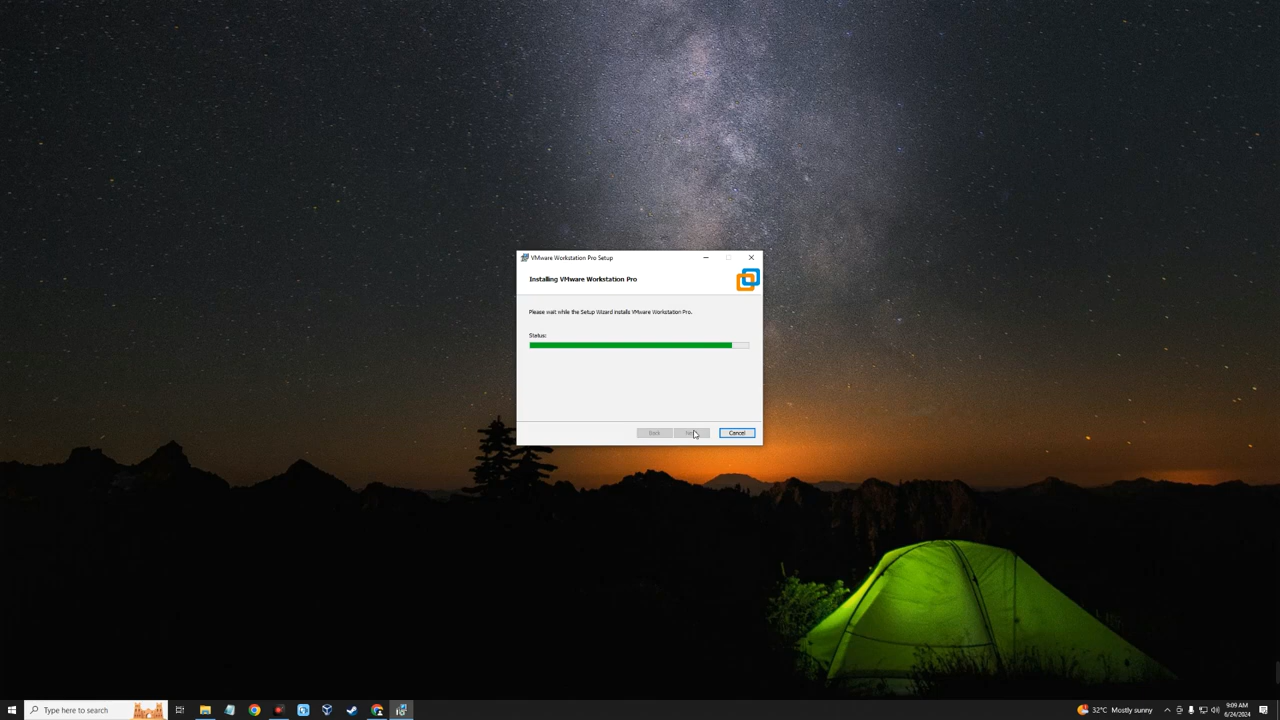 VMware Workstation Pro Setup
Installing VMware Workstation Pro
Please wait while the Setup Wizard installs VMware Workstation Pro.
Status:
Back
Cancel
Type here to search
32°C Mostly sunny
9:09 AM
6/24/2024